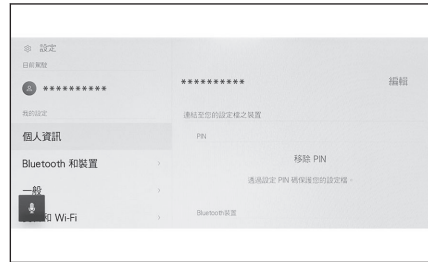 設定
目前駕駛
**********
我的設定
個人資訊
Bluetooth 和裝置
一般
和 Wi-Fi
**********
編輯
連結至您的設定檔之裝置
PIN
移除 PIN
透過設定 PIN 碼保護您的設定檔。
Bluetooth裝置